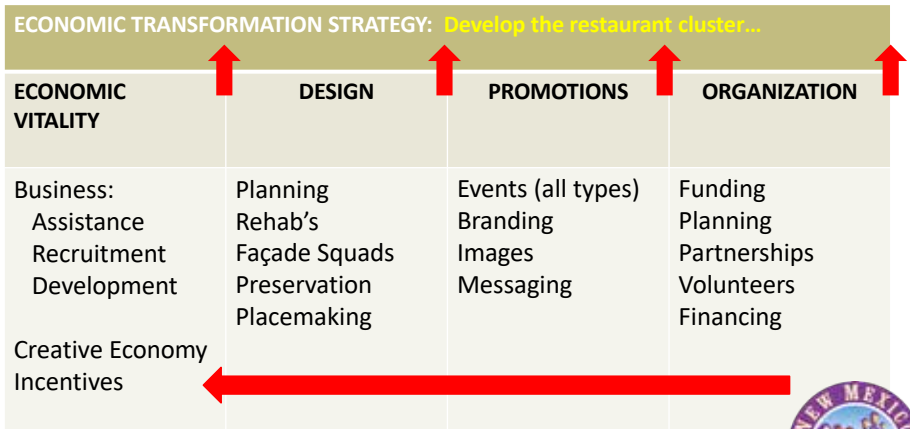 ECONOMIC TRANSFORMATION STRATEGY: Develop the restaurant cluster…
ECONOMIC VITALITY
DESIGN
PROMOTIONS
ORGANIZATION
Business:
Assistance
Recruitment
Development
Creative Economy
Incentives
Planning
Rehab’s
Façade Squads
Preservation
Placemaking
Events (all types)
Branding
Images
Messaging
Funding
Planning
Partnerships
Volunteers
Financing
NEW MEXICO